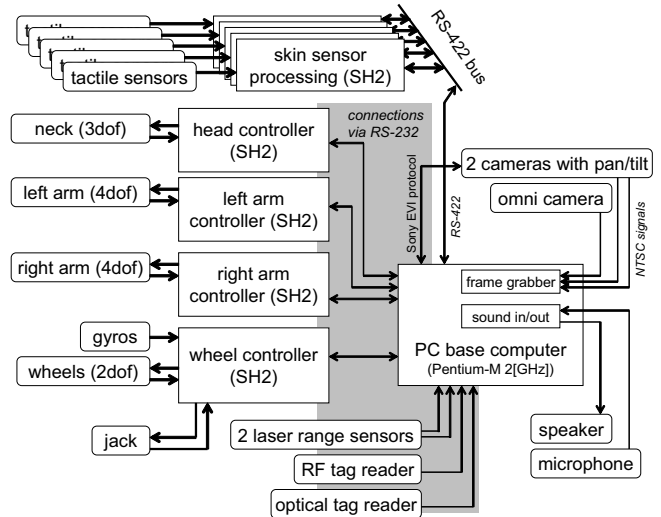 tactile sensors
skin sensor
processing (SH2)
RS-422 bus
connections
via RS-232
neck (3dof)
head controller
(SH2)
left arm (4dof)
left arm
controller (SH2)
right arm (4dof)
right arm
controller (SH2)
gyros
wheels (2dof)
wheel controller
(SH2)
jack
Sony EVI protocol
RS-422
2 cameras with pan/tilt
omni camera
NTSC signals
frame grabber
sound in/out
PC base computer
(Pentium-M 2[GHz])
2 laser range sensors
RF tag reader
optical tag reader
speaker
microphone